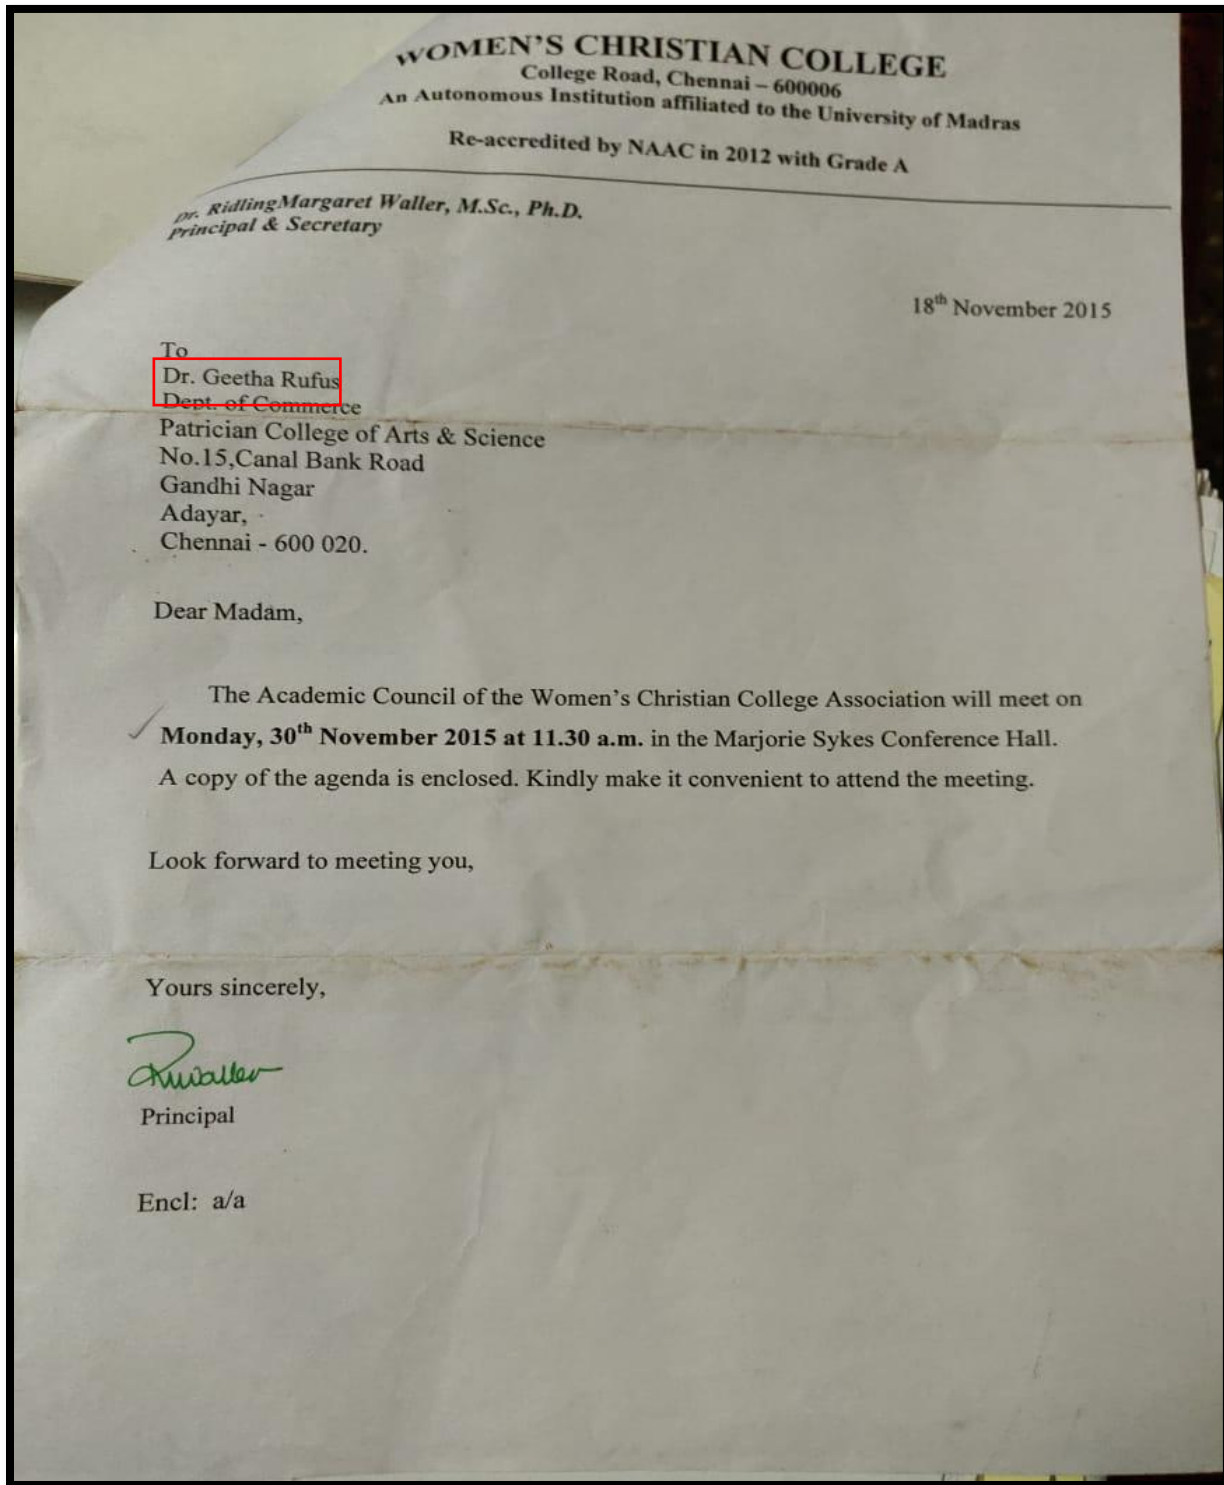 WOMEN'S CHRISTIAN COLLEGE
College Road, Chennai – 600006
An Autonomous Institution affiliated to the University of Madras
Re-accredited by NAAC in 2012 with Grade A
Dr. RidlingMargaret Waller, M.Sc., Ph.D.
Principal & Secretary
18th November 2015
To
Dr. Geetha Rufus
Dept. of Commerce
Patrician College of Arts & Science
No.15,Canal Bank Road
Gandhi Nagar
Adayar,
Chennai - 600 020.
Dear Madam,
The Academic Council of the Women's Christian College Association will meet on
Monday, 30th November 2015 at 11.30 a.m. in the Marjorie Sykes Conference Hall.
A copy of the agenda is enclosed. Kindly make it convenient to attend the meeting.
Look forward to meeting you,
Yours sincerely,
RMWaller
Principal
Encl: a/a